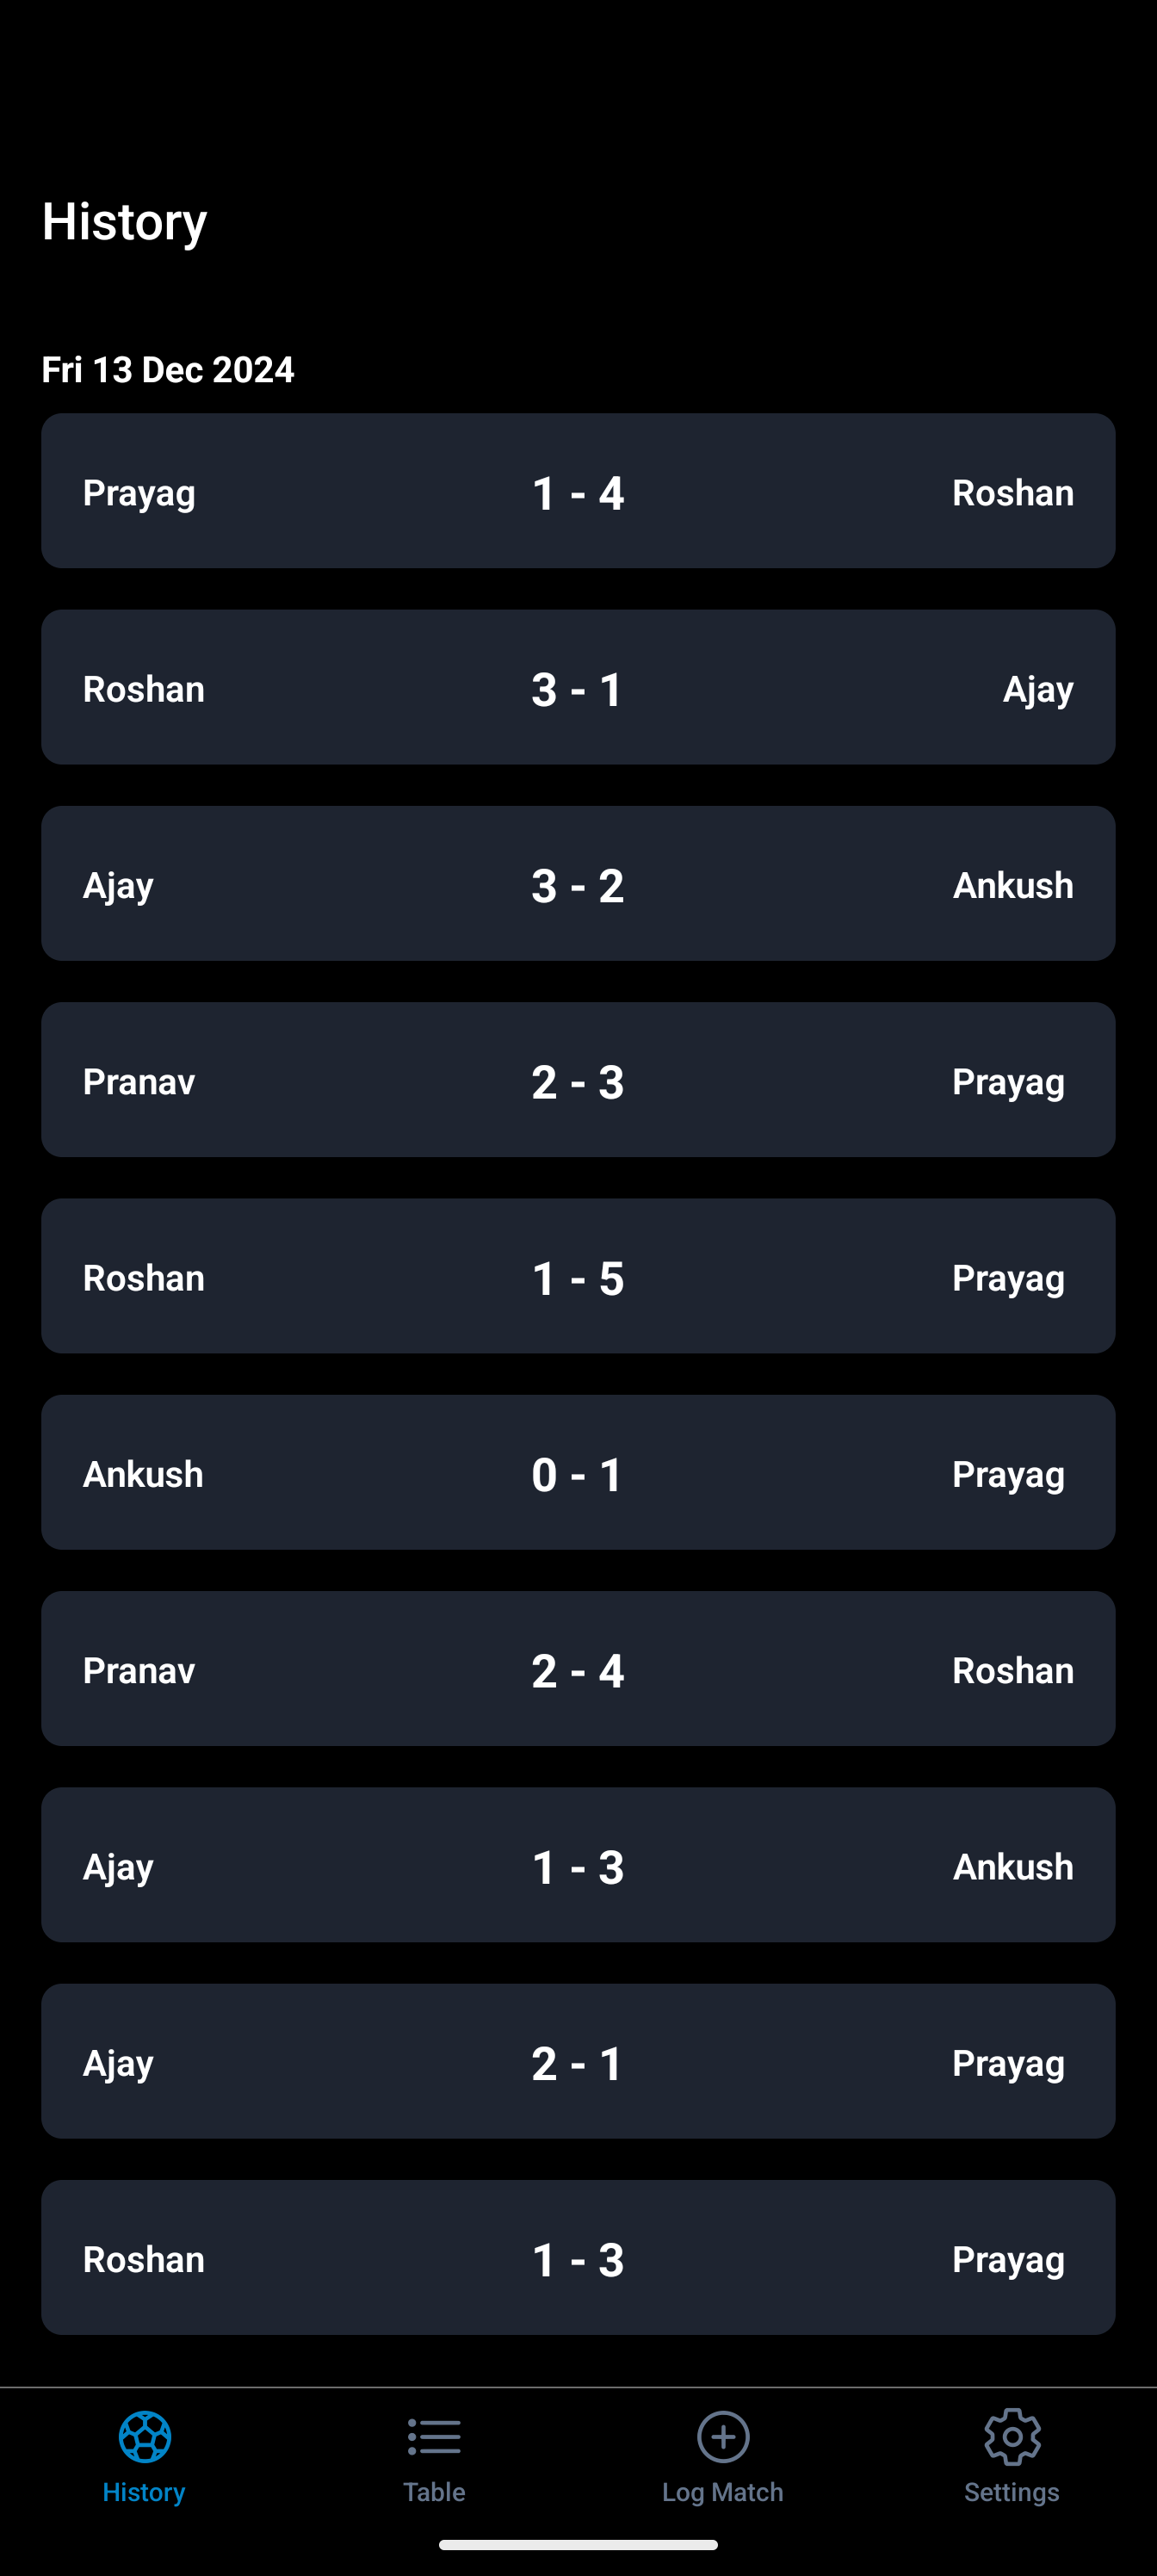 History
Fri 13 Dec 2024
Prayag 1 - 4 Roshan
Roshan 3 - 1 Ajay
Ajay 3 - 2 Ankush
Pranav 2 - 3 Prayag
Roshan 1 - 5 Prayag
Ankush 0 - 1 Prayag
Pranav 2 - 4 Roshan
Ajay 1 - 3 Ankush
Ajay 2 - 1 Prayag
Roshan 1 - 3 Prayag
History Table Log Match Settings